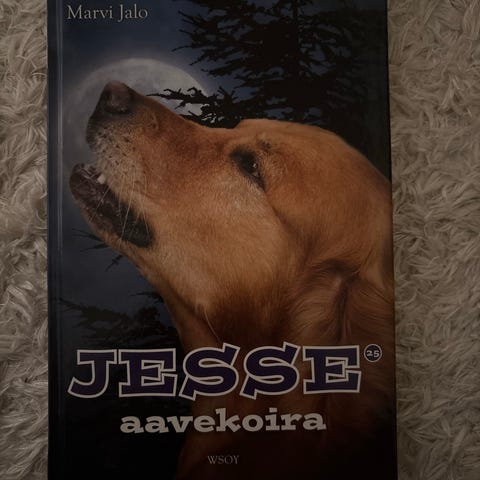 Marvi Jalo
JESSE 25
aavekoira
WSOY